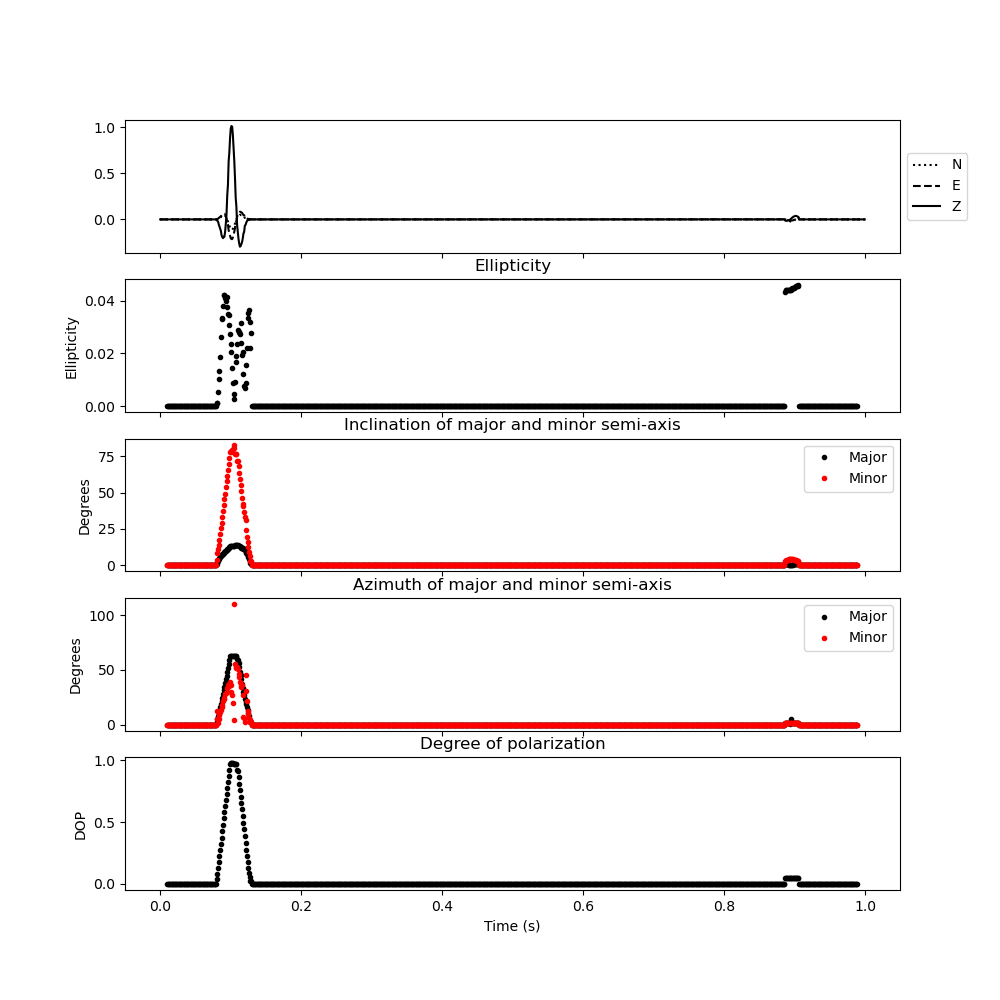 1.0
0.5
0.0
N
E
Z
Ellipticity
0.04
0.02
0.00
Ellipticity
Inclination of major and minor semi-axis
75
50
25
0
Degrees
Major
Minor
Azimuth of major and minor semi-axis
100
50
0
Degrees
Major
Minor
Degree of polarization
1.0
0.5
0.0
DOP
0.0 0.2 0.4 0.6 0.8 1.0
Time (s)